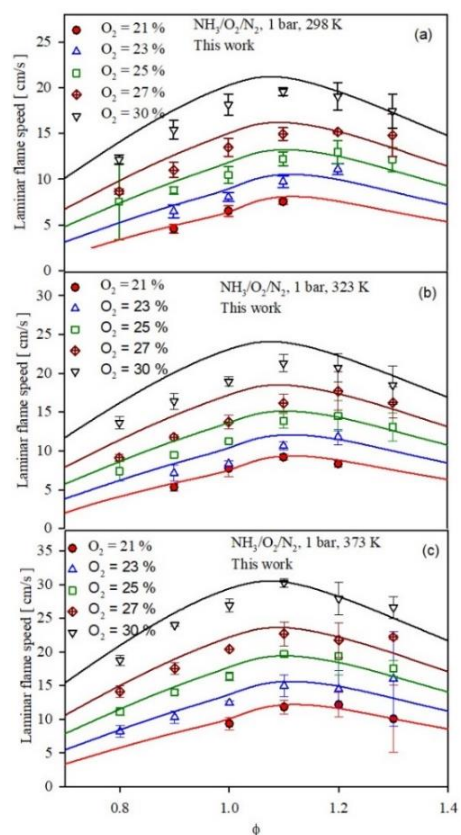 NH₃/O₂/N₂, 1 bar, 298 K
This work
(a)
O₂ = 21 %
O₂ = 23 %
O₂ = 25 %
O₂ = 27 %
O₂ = 30 %
Laminar flame speed [ cm/s ]
25
20
15
10
5
0
NH₃/O₂/N₂, 1 bar, 323 K
This work
(b)
O₂ = 21 %
O₂ = 23 %
O₂ = 25 %
O₂ = 27 %
O₂ = 30 %
Laminar flame speed [ cm/s ]
30
25
20
15
10
5
0
NH₃/O₂/N₂, 1 bar, 373 K
This work
(c)
O₂ = 21 %
O₂ = 23 %
O₂ = 25 %
O₂ = 27 %
O₂ = 30 %
Laminar flame speed [ cm/s ]
35
30
25
20
15
10
5
0
0.8 1.0 1.2 1.4
ϕ